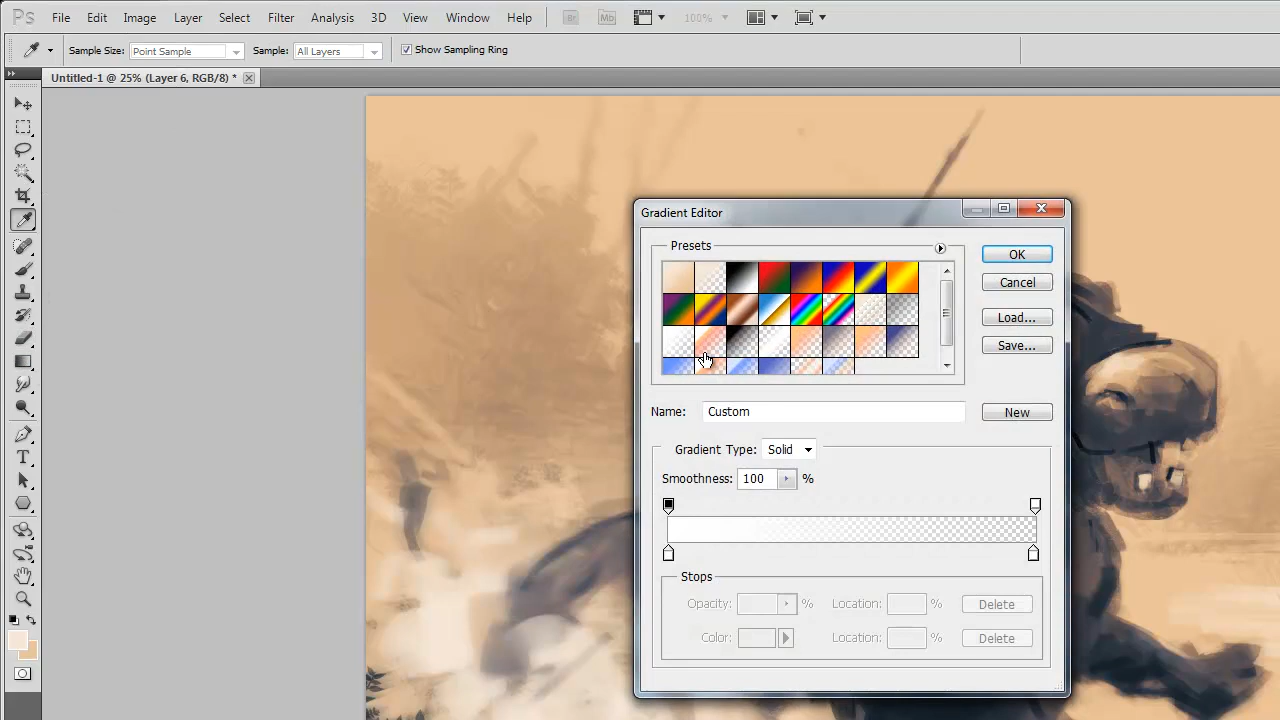 Ps File Edit Image Layer Select Filter Analysis 3D View Window Help Br Mb 100%
Sample Size: Point Sample Sample: All Layers Show Sampling Ring
Untitled-1 @ 25% (Layer 6, RGB/8) *
Gradient Editor
Presets
OK
Cancel
Load...
Save...
Name: Custom New
Gradient Type: Solid
Smoothness: 100 %
Stops
Opacity: % Location: % Delete
Color: Location: % Delete
T